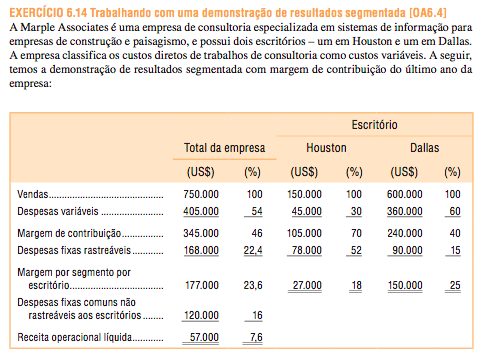 EXERCÍCIO 6.14 Trabalhando com uma demonstração de resultados segmentada [OA6.4]
A Marple Associates é uma empresa de consultoria especializada em sistemas de informação para
empresas de construção e paisagismo, e possui dois escritórios – um em Houston e um em Dallas.
A empresa classifica os custos diretos de trabalhos de consultoria como custos variáveis. A seguir,
temos a demonstração de resultados segmentada com margem de contribuição do último ano da
empresa:
Escritório
Total da empresa Houston Dallas
(US$) (%) (US$) (%) (US$) (%)
Vendas............................................ 750.000 100 150.000 100 600.000 100
Despesas variáveis ........................ 405.000 54 45.000 30 360.000 60
Margem de contribuição................. 345.000 46 105.000 70 240.000 40
Despesas fixas rastreáveis............ 168.000 22,4 78.000 52 90.000 15
Margem por segmento por
escritório..................................... 177.000 23,6 27.000 18 150.000 25
Despesas fixas comuns não
rastreáveis aos escritórios........ 120.000 16
Receita operacional líquida............ 57.000 7,6